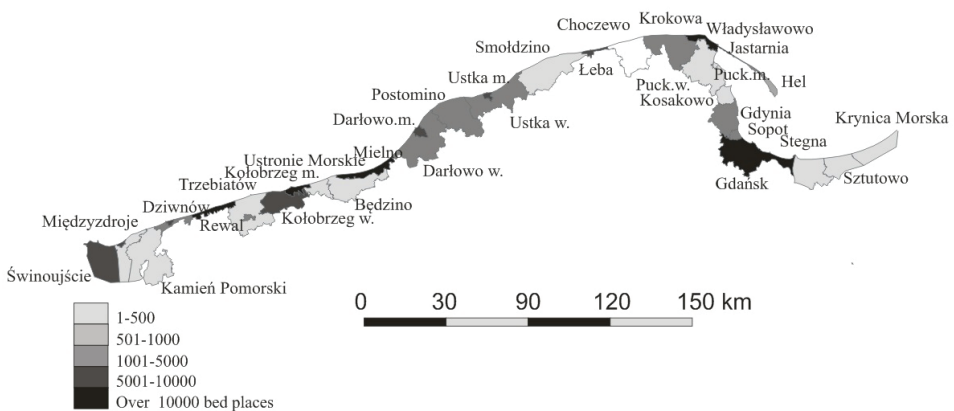 Choczewo
Krokowa
Władysławowo
Jastarnia
Smołdzino
Łeba
Puck.m.
Ustka m.
Puck.w.
Hel
Postomino
Kosakowo
Ustka w.
Gdynia
Darłowo.m.
Sopot
Krynica Morska
Stegna
Mielno
Ustronie Morskie
Darłowo w.
Kołobrzeg m.
Gdańsk
Sztutowo
Trzebiatów
Będzino
Dziwnów
Kołobrzeg w.
Międzyzdroje
Rewal
Świnoujście
Kamień Pomorski
0 30 90 120 150 km
1-500
501-1000
1001-5000
5001-10000
Over 10000 bed places